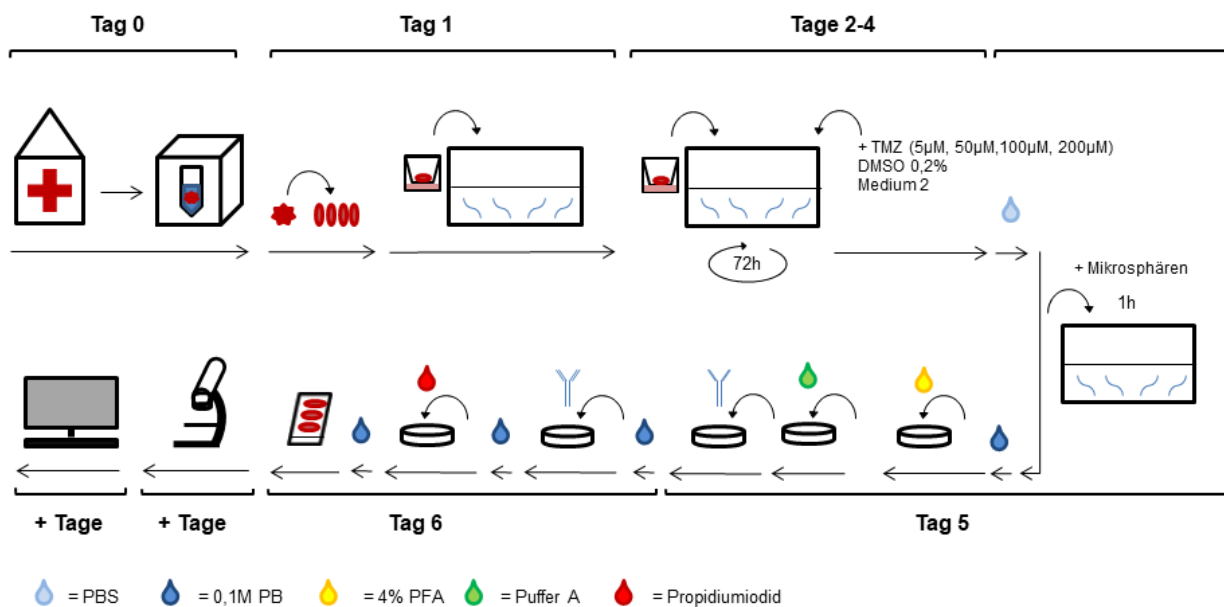 Tag 0
Tag 1
Tage 2-4
+ TMZ (5µM, 50µM,100µM, 200µM)
DMSO 0,2%
Medium 2
72h
+ Mikrosphären
1h
+ Tage
+ Tage
Tag 6
Tag 5
= PBS
= 0,1M PB
= 4% PFA
= Puffer A
= Propidiumiodid